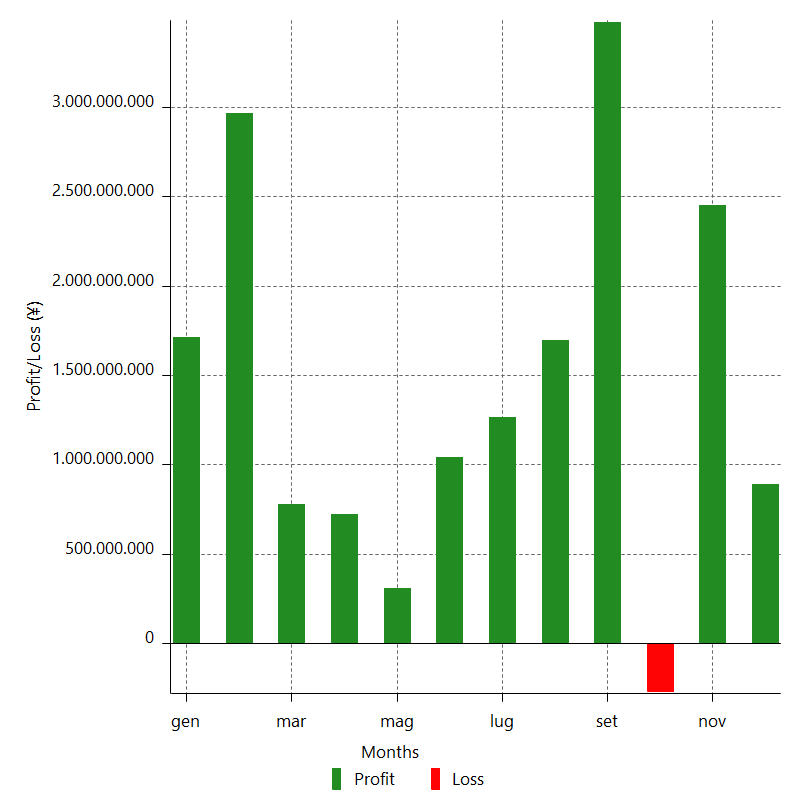 3.000.000.000
2.500.000.000
2.000.000.000
1.500.000.000
1.000.000.000
500.000.000
0
Profit/Loss (¥)
gen mar mag lug set nov
Months
Profit Loss